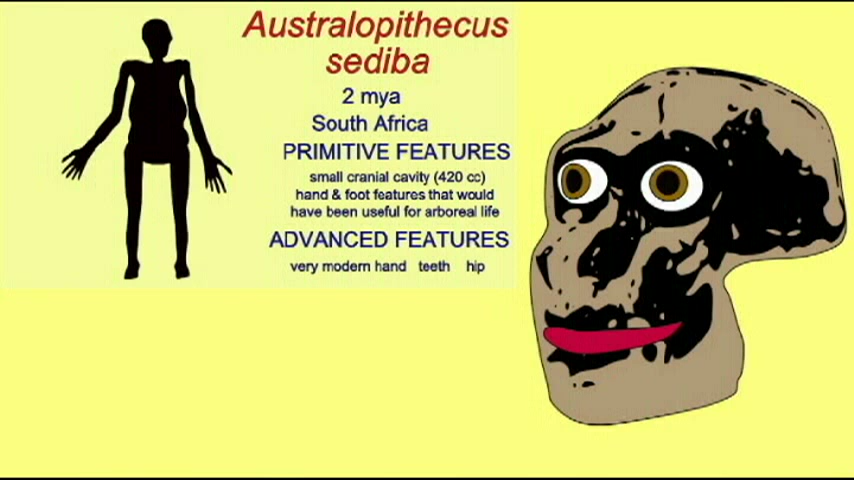 Australopithecus
sediba
2 mya
South Africa
PRIMITIVE FEATURES
small cranial cavity (420 cc)
hand & foot features that would
have been useful for arboreal life
ADVANCED FEATURES
very modern hand teeth hip